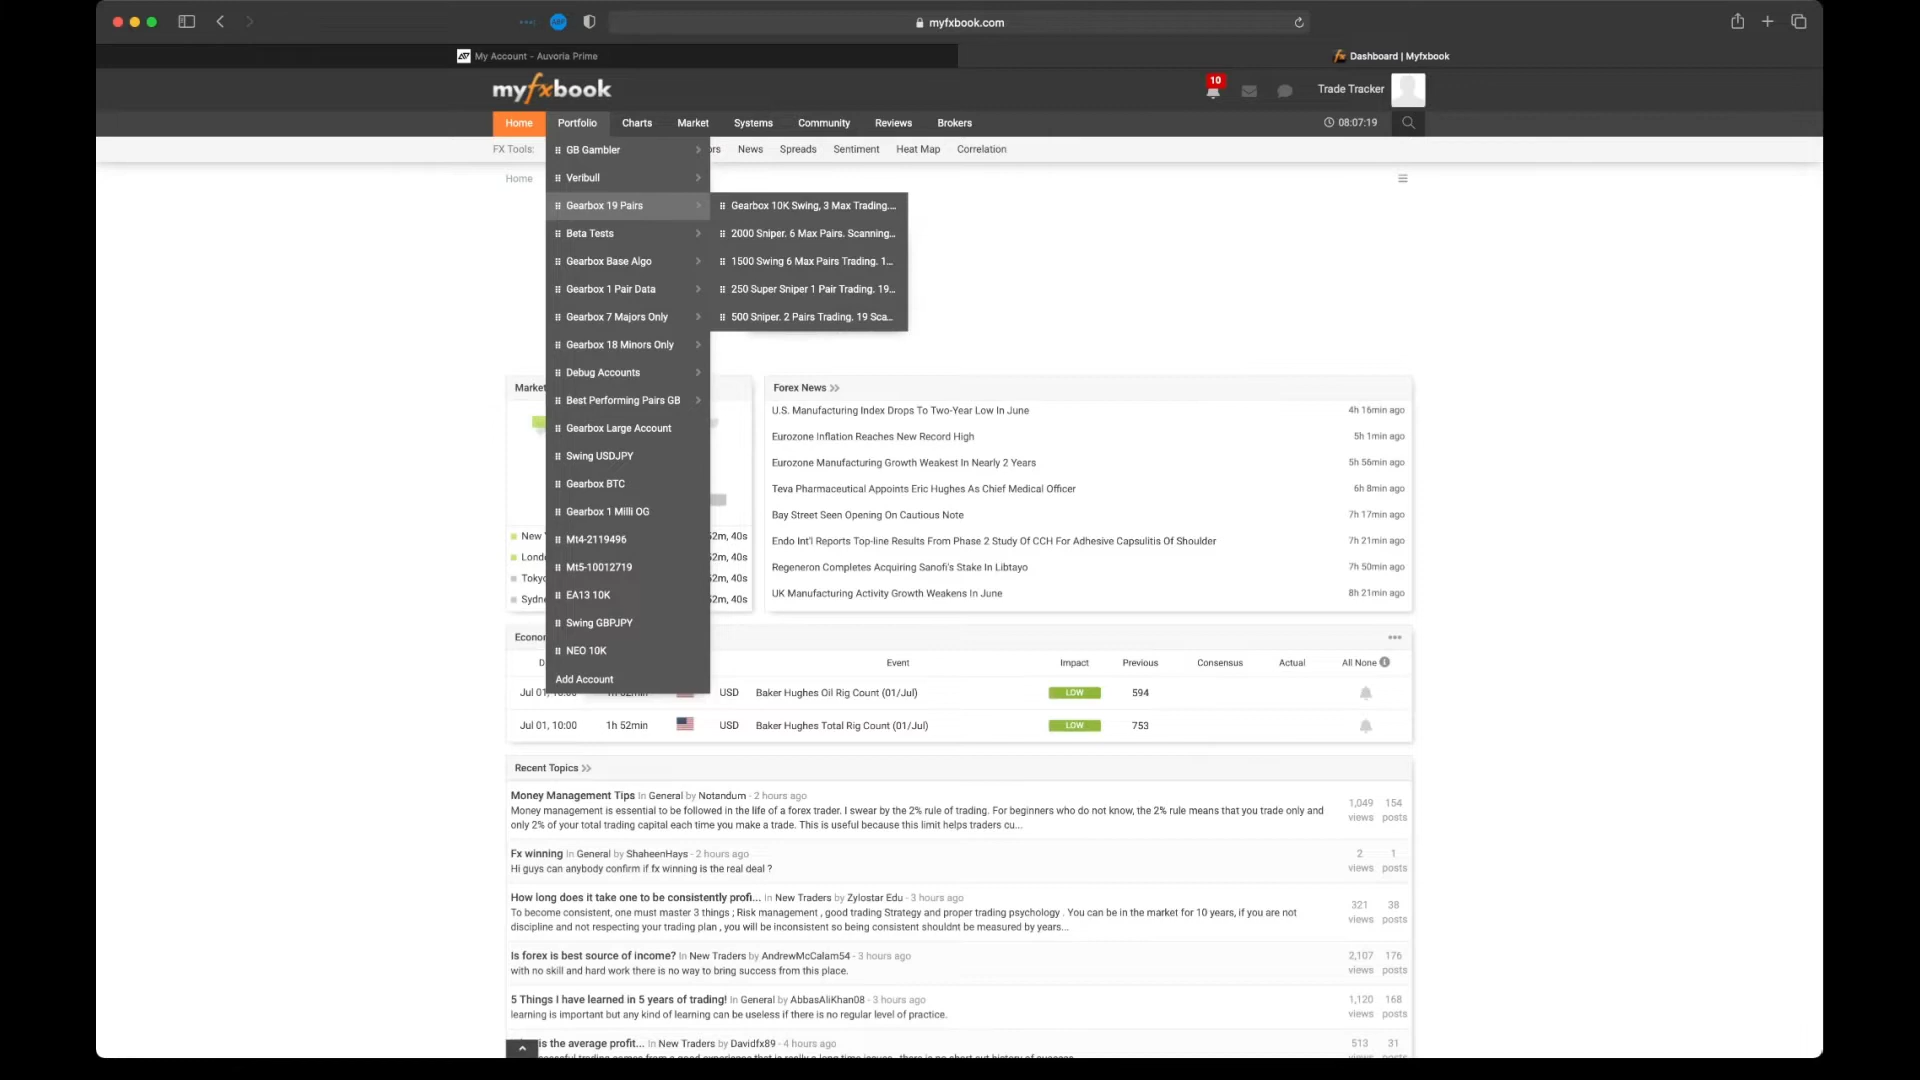 myfxbook.com
My Account - Auvoria Prime
Dashboard | Myfxbook
myfxbook
10
Trade Tracker
Home Portfolio Charts Market Systems Community Reviews Brokers
08:07:19
FX Tools:
News Spreads Sentiment Heat Map Correlation
Home
GB Gambler
Veribull
Gearbox 19 Pairs
Beta Tests
Gearbox Base Algo
Gearbox 1 Pair Data
Gearbox 7 Majors Only
Gearbox 18 Minors Only
Debug Accounts
Best Performing Pairs GB
Gearbox Large Account
Swing USDJPY
Gearbox BTC
Gearbox 1 Milli OG
Mt4-2119496
Mt5-10012719
EA13 10K
Swing GBPJPY
NEO 10K
Add Account
Gearbox 10K Swing, 3 Max Trading....
2000 Sniper. 6 Max Pairs. Scanning...
1500 Swing 6 Max Pairs Trading. 1...
250 Super Sniper 1 Pair Trading. 19...
500 Sniper. 2 Pairs Trading. 19 Sca...
Market
New
52m, 40s
52m, 40s
52m, 40s
52m, 40s
Forex News >>
U.S. Manufacturing Index Drops To Two-Year Low In June 4h 16min ago
Eurozone Inflation Reaches New Record High 5h 1min ago
Eurozone Manufacturing Growth Weakest In Nearly 2 Years 5h 56min ago
Teva Pharmaceutical Appoints Eric Hughes As Chief Medical Officer 6h 8min ago
Bay Street Seen Opening On Cautious Note 7h 17min ago
Endo Int'l Reports Top-line Results From Phase 2 Study Of CCH For Adhesive Capsulitis Of Shoulder 7h 21min ago
Regeneron Completes Acquiring Sanofi's Stake In Libtayo 7h 50min ago
UK Manufacturing Activity Growth Weakens In June 8h 21min ago
Event Impact Previous Consensus Actual All None
Jul 01, 10:00 1h 52min USD Baker Hughes Oil Rig Count (01/Jul) LOW 594
Jul 01, 10:00 1h 52min USD Baker Hughes Total Rig Count (01/Jul) LOW 753
Recent Topics >>
Money Management Tips In General by Notandum - 2 hours ago
Money management is essential to be followed in the life of a forex trader. I swear by the 2% rule of trading. For beginners who do not know, the 2% rule means that you trade only and
only 2% of your total trading capital each time you make a trade. This is useful because this limit helps traders cu...
1,049 154
views posts
Fx winning In General by ShaheenHays - 2 hours ago
Hi guys can anybody confirm if fx winning is the real deal ?
2 1
views posts
How long does it take one to be consistently profi... In New Traders by Zylostar Edu - 3 hours ago
To become consistent, one must master 3 things ; Risk management , good trading Strategy and proper trading psychology . You can be in the market for 10 years, if you are not
discipline and not respecting your trading plan , you will be inconsistent so being consistent shouldnt be measured by years...
321 38
views posts
Is forex is best source of income? In New Traders by AndrewMcCalam54 - 3 hours ago
with no skill and hard work there is no way to bring success from this place.
2,107 176
views posts
5 Things I have learned in 5 years of trading! In General by AbbasAliKhan08 - 3 hours ago
learning is important but any kind of learning can be useless if there is no regular level of practice.
1,120 168
views posts
is the average profit... In New Traders by Davidfx89 - 4 hours ago
513 31